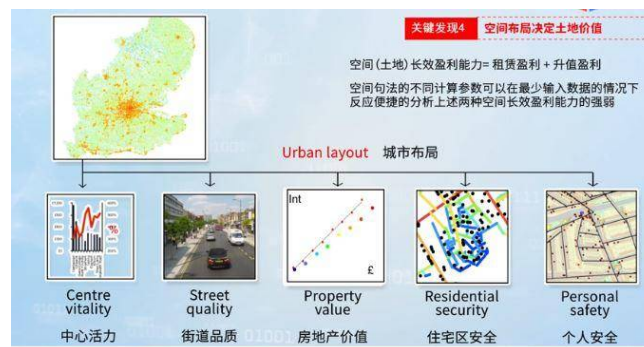 关键发现4 空间布局决定土地价值
空间(土地)长效盈利能力= 租赁盈利 + 升值盈利
空间句法的不同计算参数可以在最少输入数据的情况下
反应便捷的分析上述两种空间长效盈利能力的强弱
Urban layout 城市布局
Int
£
Centre
vitality
中心活力
Street
quality
街道品质
Property
value
房地产价值
Residential
security
住宅区安全
Personal
safety
个人安全